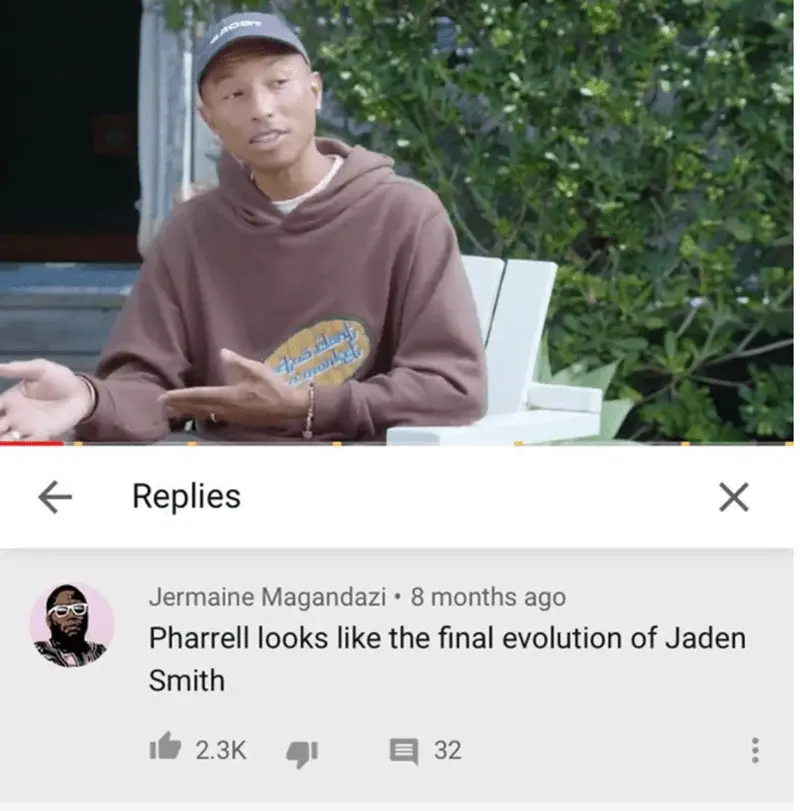 Replies
Jermaine Magandazi • 8 months ago
Pharrell looks like the final evolution of Jaden
Smith
2.3K
32